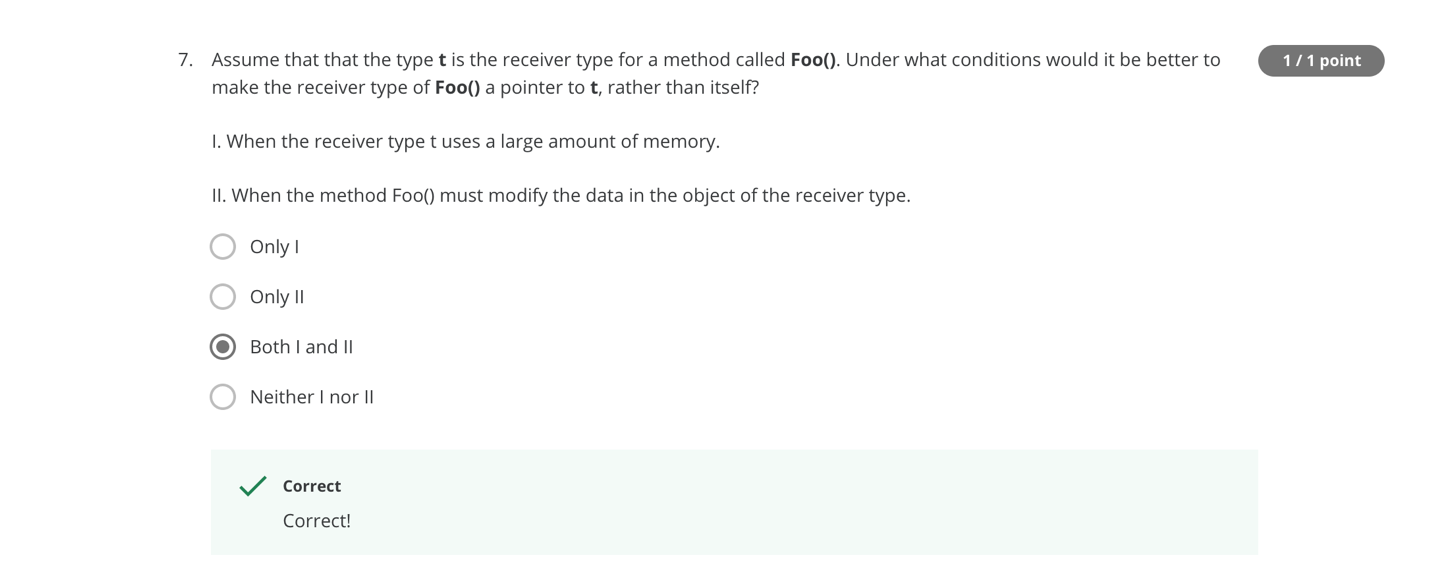 7. Assume that that the type t is the receiver type for a method called Foo(). Under what conditions would it be better to
make the receiver type of Foo() a pointer to t, rather than itself?
1 / 1 point
I. When the receiver type t uses a large amount of memory.
II. When the method Foo() must modify the data in the object of the receiver type.
Only I
Only II
Both I and II
Neither I nor II
Correct
Correct!